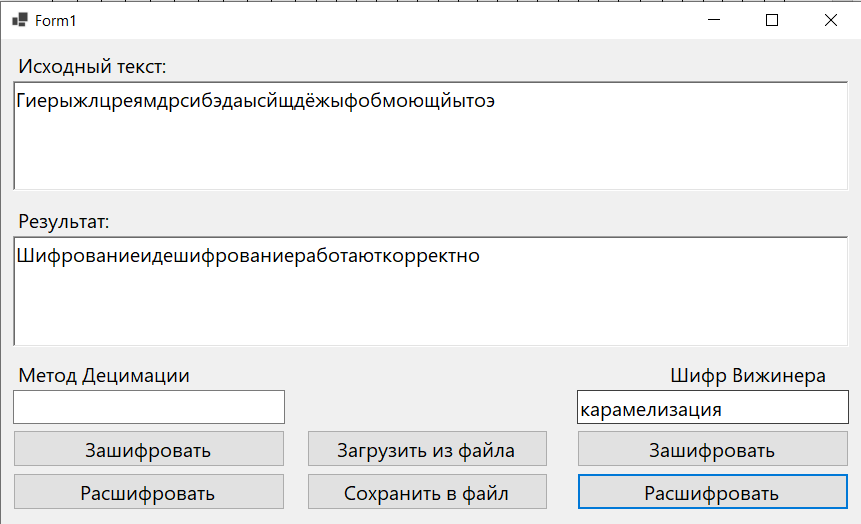 Form1
Исходный текст:
Гиерыжлцреямдрсибэдаысйщдёжыфобмоющйытоэ
Результат:
Шифрованиеидешифрованиеработаюткорректно
Метод Децимации
Шифр Вижинера
карамелизация
Зашифровать
Загрузить из файла
Зашифровать
Расшифровать
Сохранить в файл
Расшифровать